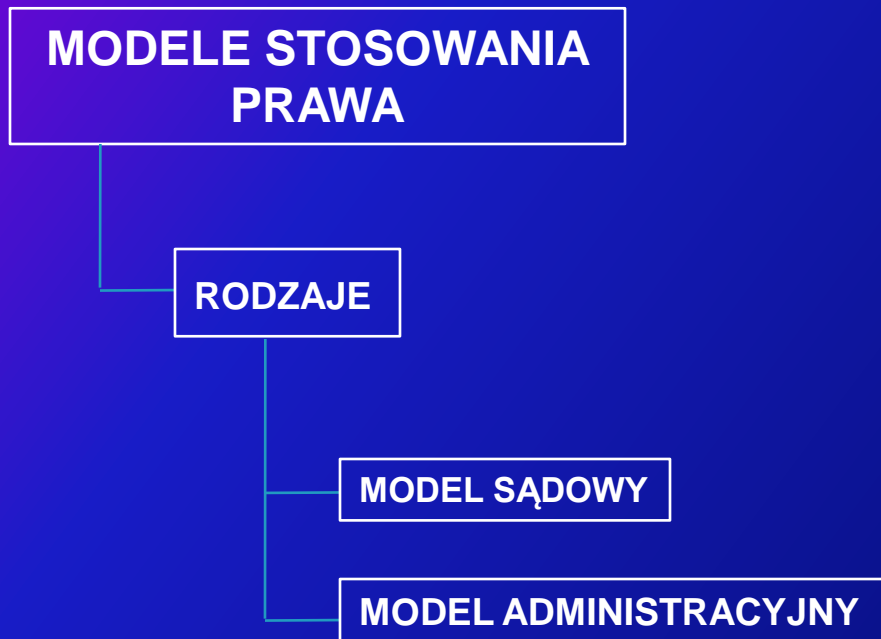 MODELE STOSOWANIA
PRAWA
RODZAJE
MODEL SĄDOWY
MODEL ADMINISTRACYJNY